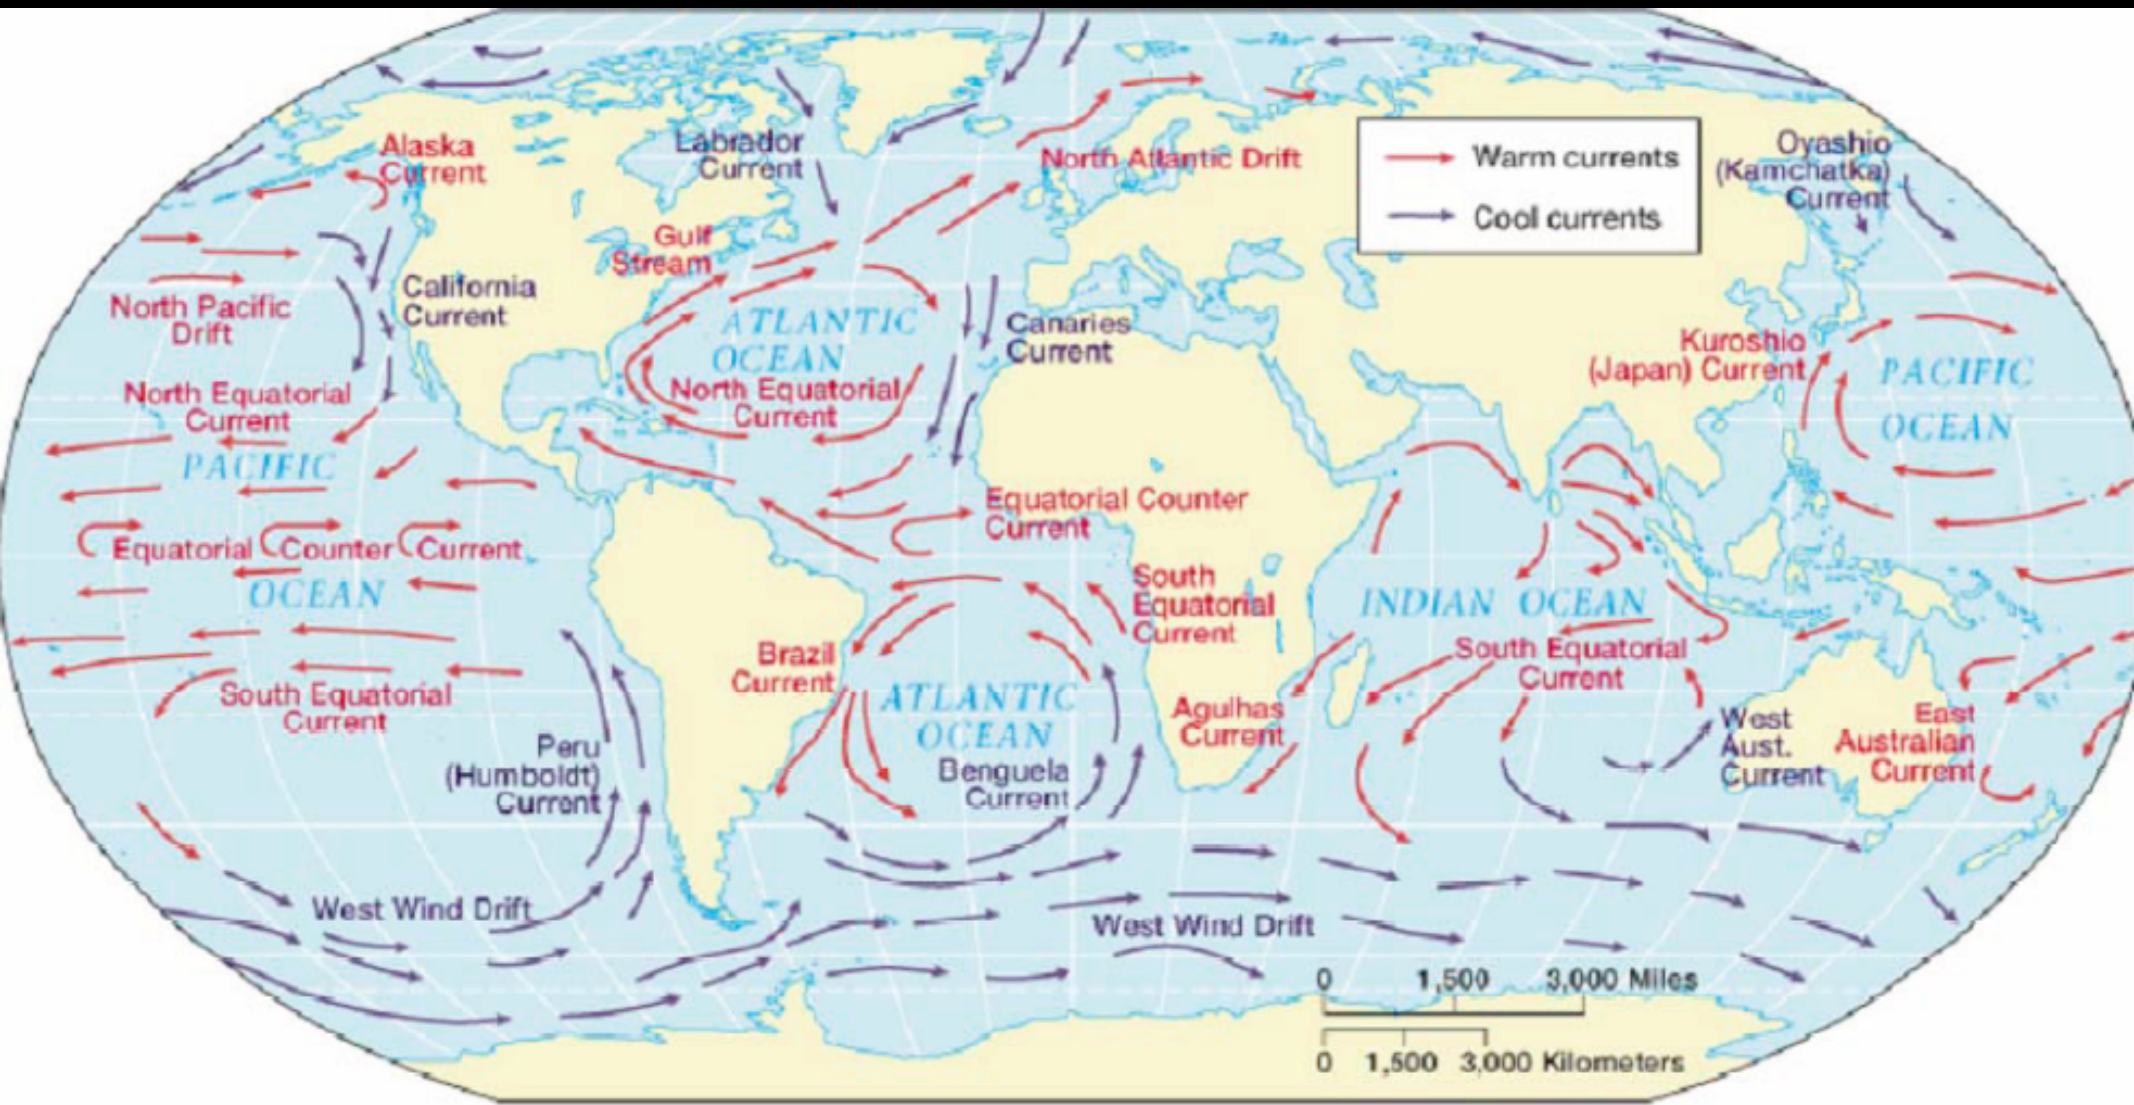 Alaska
Current
Labrador
Current
North Atlantic Drift
Warm currents
Cool currents
Oyashio
(Kamchatka)
Current
Gulf
Stream
California
Current
North Pacific
Drift
ATLANTIC
OCEAN
Canaries
Current
Kuroshio
(Japan) Current
PACIFIC
OCEAN
North Equatorial
Current
North Equatorial
Current
PACIFIC
Equatorial Counter
Current
Equatorial Counter Current
OCEAN
South
Equatorial
Current
INDIAN OCEAN
South Equatorial
Current
Brazil
Current
South Equatorial
Current
ATLANTIC
OCEAN
Agulhas
Current
West
Aust.
Current
East
Australian
Current
Peru
(Humboldt)
Current
Benguela
Current
West Wind Drift
West Wind Drift
0 1,500 3,000 Miles
0 1,500 3,000 Kilometers